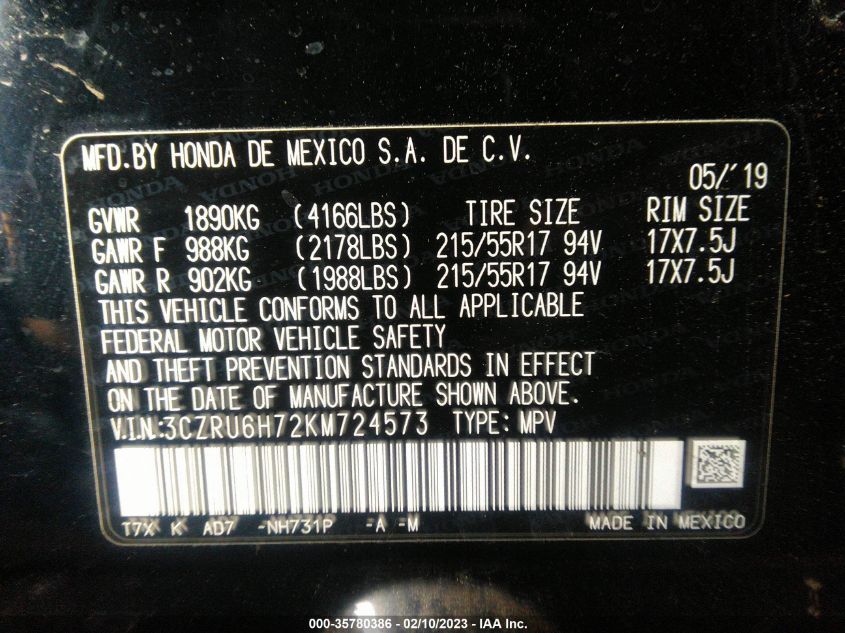 MFD.BY HONDA DE MEXICO S.A. DE C.V.
05/'19
GVWR 1890KG (4166LBS) TIRE SIZE RIM SIZE
GAWR F 988KG (2178LBS) 215/55R17 94V 17X7.5J
GAWR R 902KG (1988LBS) 215/55R17 94V 17X7.5J
THIS VEHICLE CONFORMS TO ALL APPLICABLE
FEDERAL MOTOR VEHICLE SAFETY
AND THEFT PREVENTION STANDARDS IN EFFECT
ON THE DATE OF MANUFACTURE SHOWN ABOVE.
V.I.N.:3CZRU6H72KM724573 TYPE: MPV
T7X K AD7 -NH731P -A -M MADE IN MEXICO
000-35780386 - 02/10/2023 - IAA Inc.